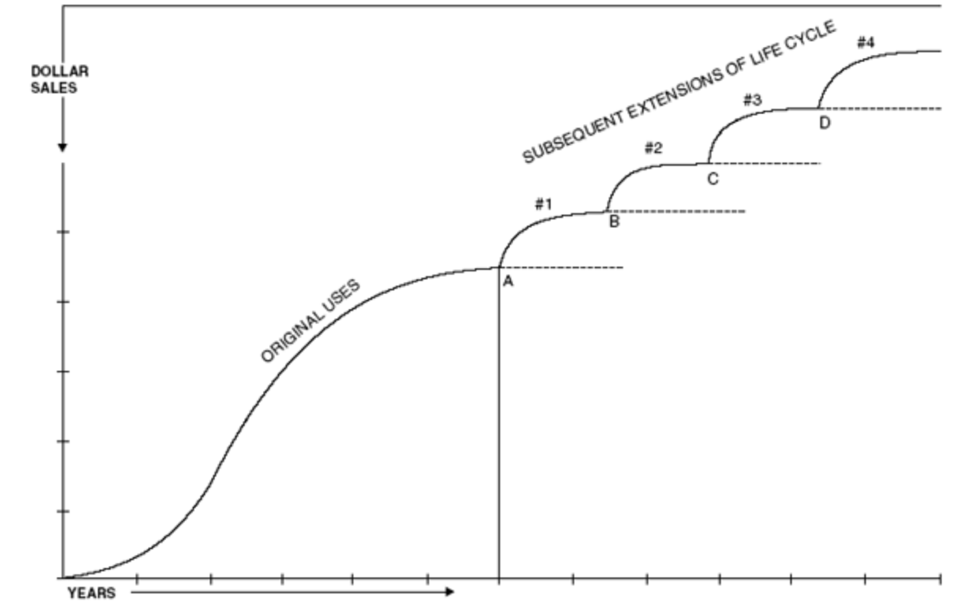 DOLLAR
SALES
SUBSEQUENT EXTENSIONS OF LIFE CYCLE
#4
#3
D
#2
C
#1
B
A
ORIGINAL USES
YEARS